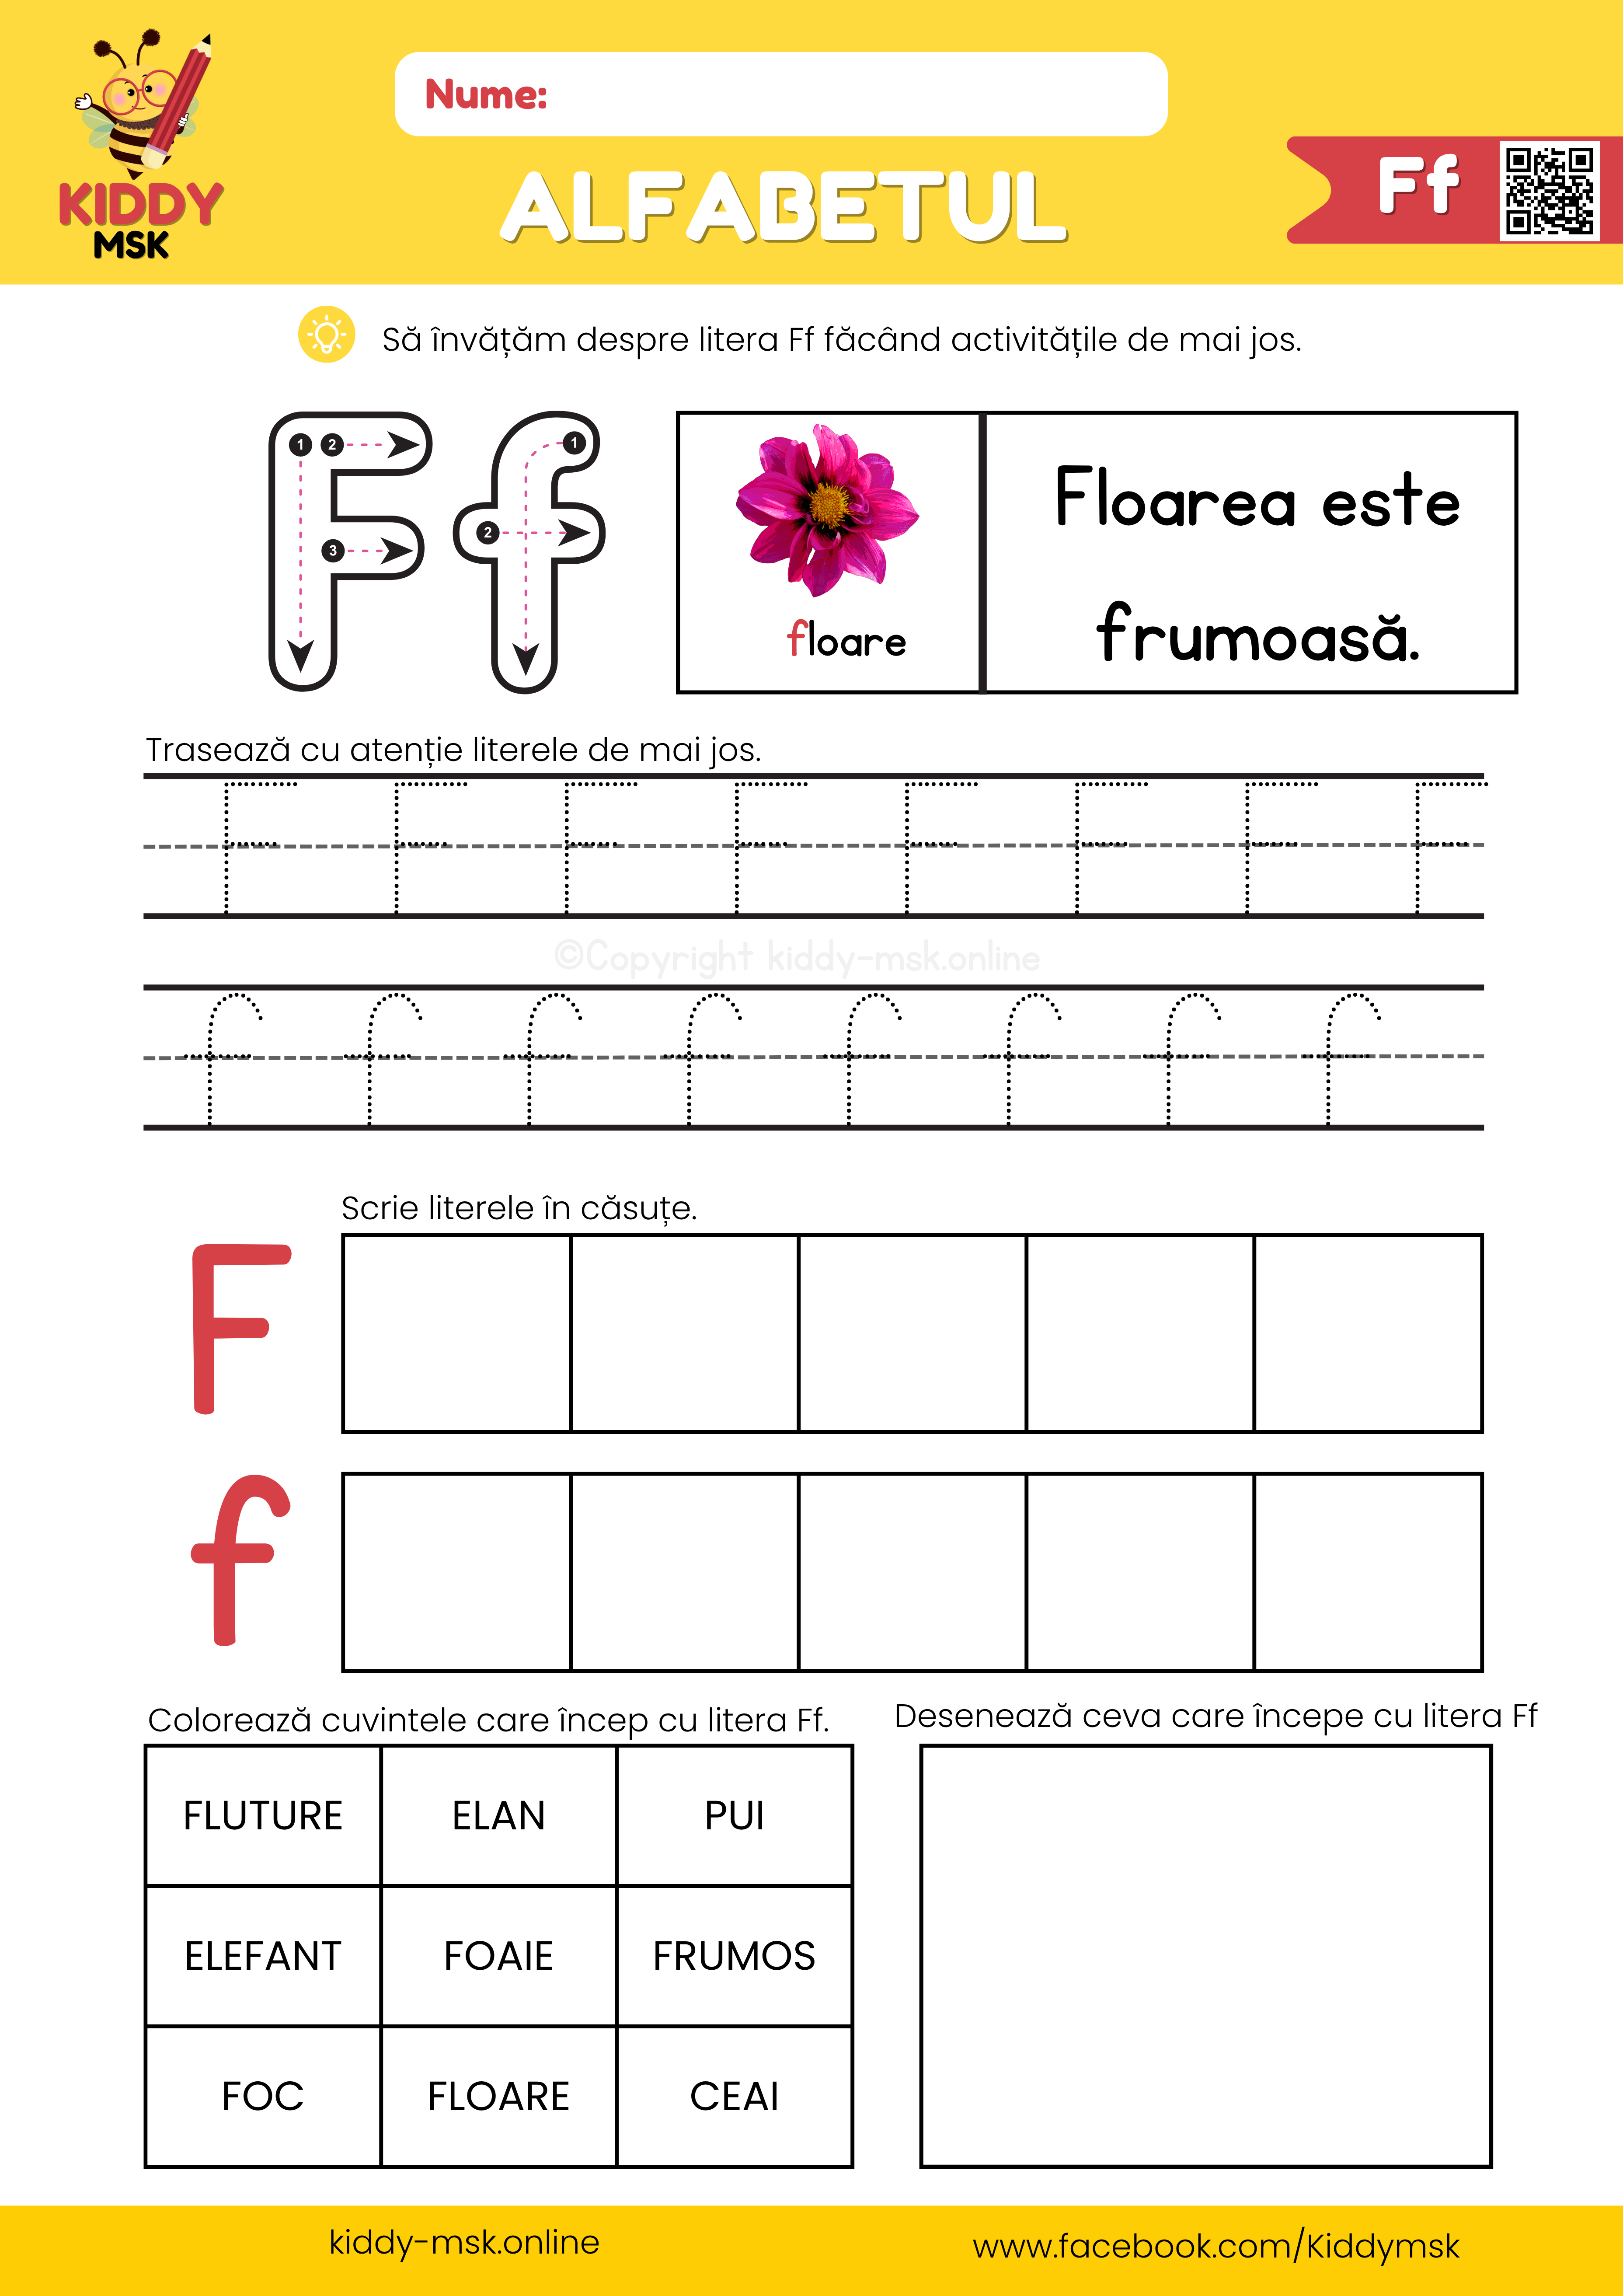 Nume:
KIDDY
MSK
ALFABETUL
Ff
Să învățăm despre litera Ff făcând activitățile de mai jos.
F f
1 2
3
1
2
floare
Floarea este
frumoasă.
Trasează cu atenție literele de mai jos.
F F F F F F F F
©Copyright kiddy-msk.online
f f f f f f f f
Scrie literele în căsuțe.
F
f
Colorează cuvintele care încep cu litera Ff.
FLUTURE ELAN PUI
ELEFANT FOAIE FRUMOS
FOC FLOARE CEAI
Desenează ceva care începe cu litera Ff
kiddy-msk.online
www.facebook.com/Kiddymsk